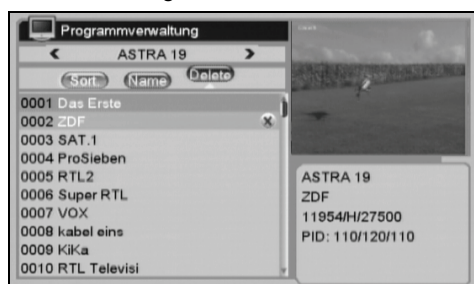 Programmverwaltung
ASTRA 19
Sort. Name Delete
0001 Das Erste
0002 ZDF
0003 SAT.1
0004 ProSieben
0005 RTL2
0006 Super RTL
0007 VOX
0008 kabel eins
0009 KiKa
0010 RTL Televisi
ASTRA 19
ZDF
11954/H/27500
PID: 110/120/110